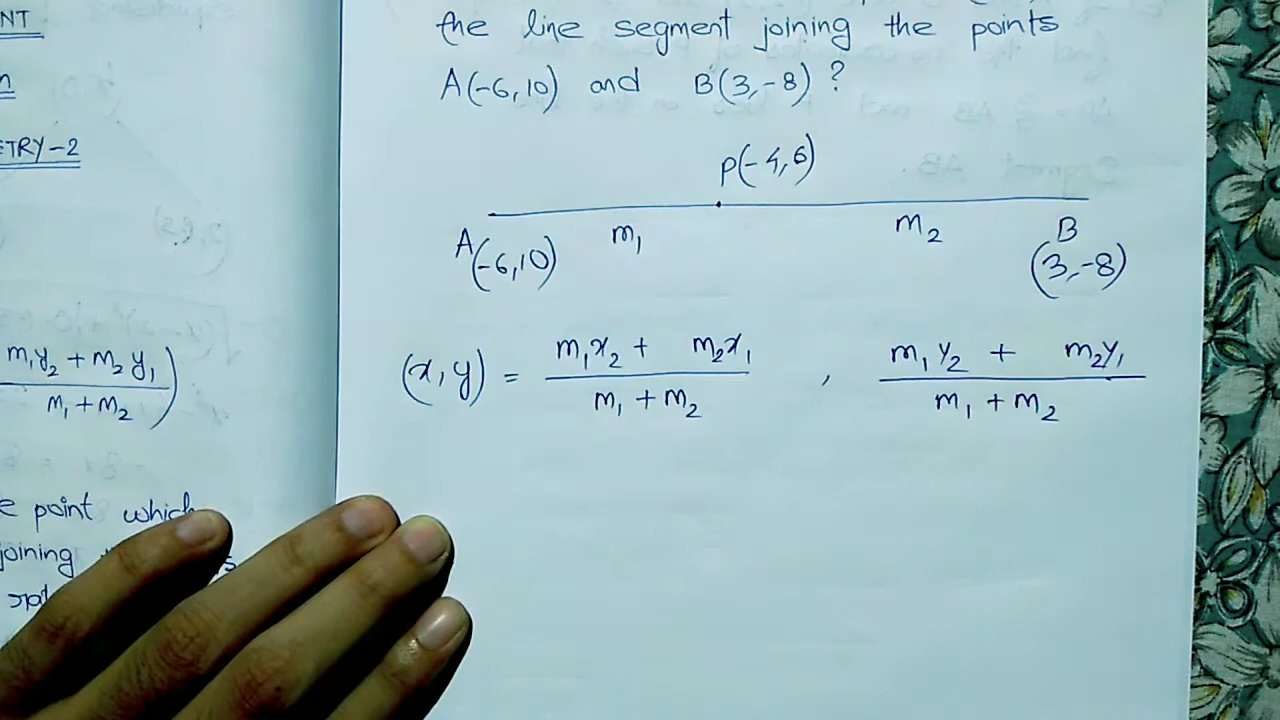 NT
n
ETRY-2
m₁y₂ + m₂y₁)
m₁ + m₂
e point which
joining
the line segment joining the points
A(-6,10) and B(3,-8) ?
P(-4,6)
A m₁ m₂ B
(-6,10) (3,-8)
(x,y) = m₁x₂ + m₂x₁ , m₁y₂ + m₂y₁
m₁ + m₂ m₁ + m₂